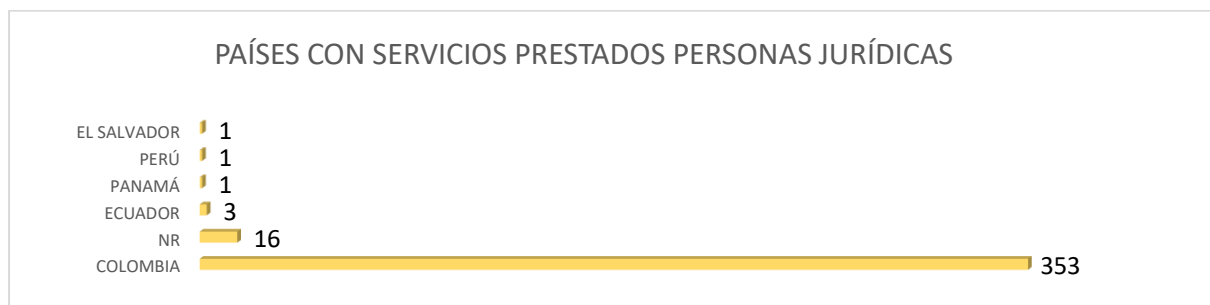 PAÍSES CON SERVICIOS PRESTADOS PERSONAS JURÍDICAS
EL SALVADOR 1
PERÚ 1
PANAMÁ 1
ECUADOR 3
NR 16
COLOMBIA 353